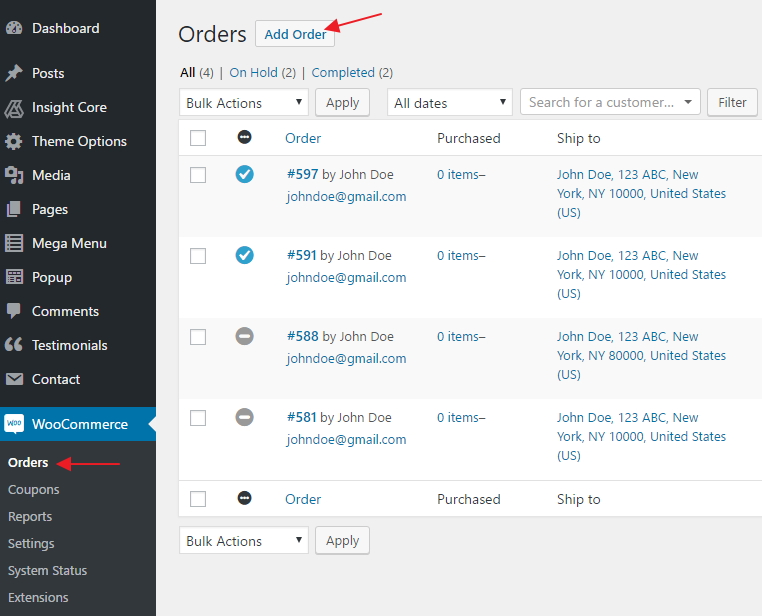 Dashboard
Posts
Insight Core
Theme Options
Media
Pages
Mega Menu
Popup
Comments
Testimonials
Contact
Woo WooCommerce
Orders
Coupons
Reports
Settings
System Status
Extensions
Orders Add Order
All (4) | On Hold (2) | Completed (2)
Bulk Actions Apply All dates Search for a customer... Filter
Order Purchased Ship to
#597 by John Doe 0 items– John Doe, 123 ABC, New
johndoe@gmail.com York, NY 10000, United States
(US)
#591 by John Doe 0 items– John Doe, 123 ABC, New
johndoe@gmail.com York, NY 10000, United States
(US)
#588 by John Doe 0 items– John Doe, 123 ABC, New
johndoe@gmail.com York, NY 80000, United States
(US)
#581 by John Doe 0 items– John Doe, 123 ABC, New
johndoe@gmail.com York, NY 10000, United States
(US)
Order Purchased Ship to
Bulk Actions Apply